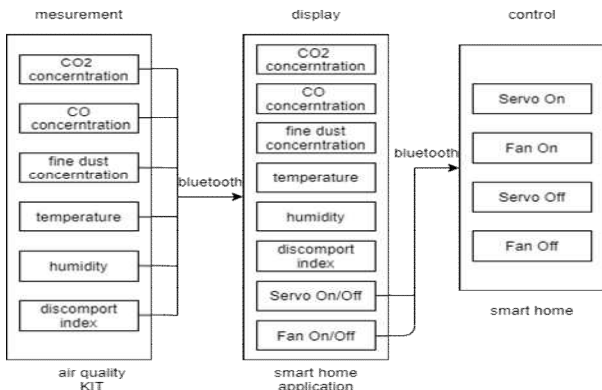 mesurement
CO2
concerntration
CO
concerntration
fine dust
concerntration
temperature
humidity
discomport
index
air quality
KIT
bluetooth
display
CO2
concerntration
CO
concerntration
fine dust
concerntration
temperature
humidity
discomport
index
Servo On/Off
Fan On/Off
smart home
application
bluetooth
control
Servo On
Fan On
Servo Off
Fan Off
smart home